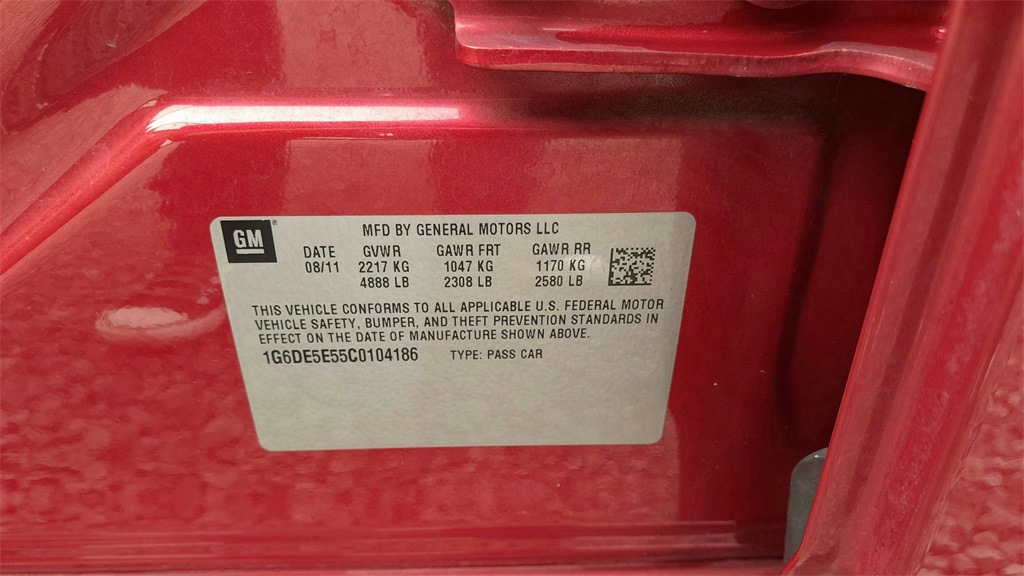 GM
MFD BY GENERAL MOTORS LLC
DATE GVWR GAWR FRT GAWR RR
08/11 2217 KG 1047 KG 1170 KG
4888 LB 2308 LB 2580 LB
THIS VEHICLE CONFORMS TO ALL APPLICABLE U.S. FEDERAL MOTOR
VEHICLE SAFETY, BUMPER, AND THEFT PREVENTION STANDARDS IN
EFFECT ON THE DATE OF MANUFACTURE SHOWN ABOVE.
1G6DE5E55C0104186 TYPE: PASS CAR